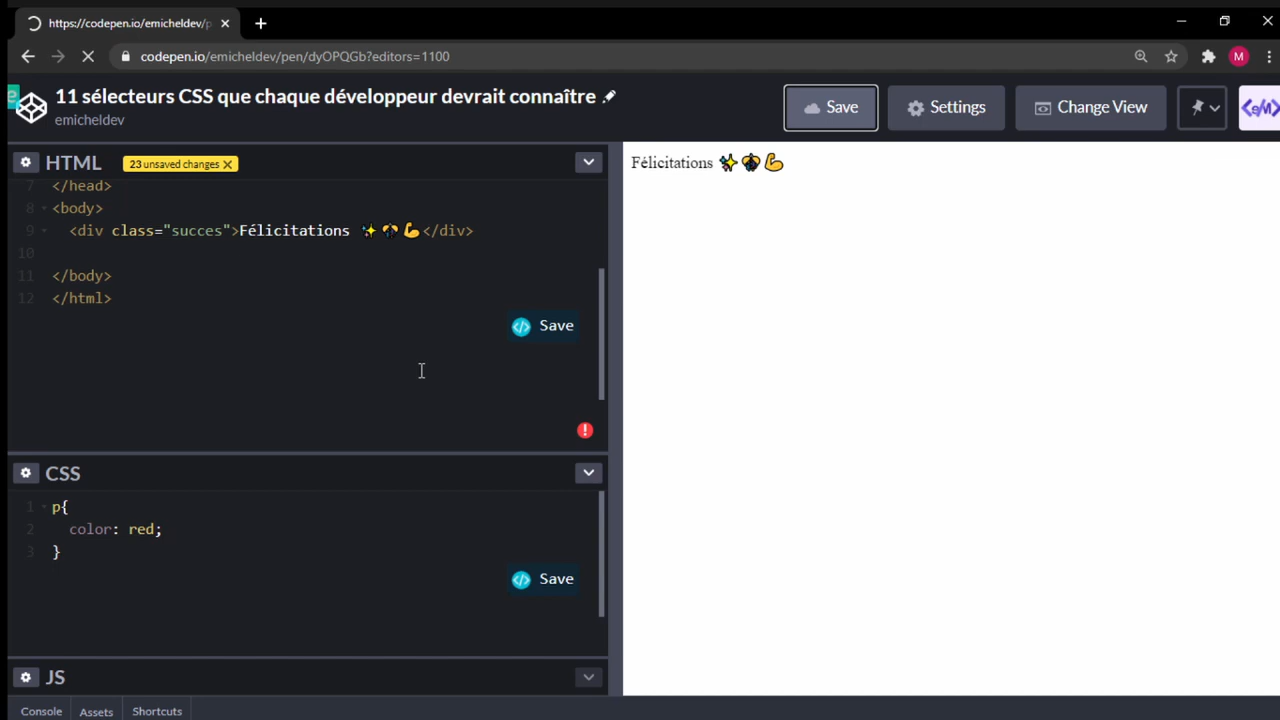 https://codepen.io/emicheldev/p
codepen.io/emicheldev/pen/dyOPQGb?editors=1100
M
11 sélecteurs CSS que chaque développeur devrait connaître
emicheldev
Save
Settings
Change View
<eM>
HTML
23 unsaved changes
7 </head>
8 <body>
9 <div class="succes">Félicitations ✨</div>
10
11 </body>
12 </html>
Save
Félicitations ✨
CSS
1 p{
2 color: red;
3 }
Save
JS
Console
Assets
Shortcuts